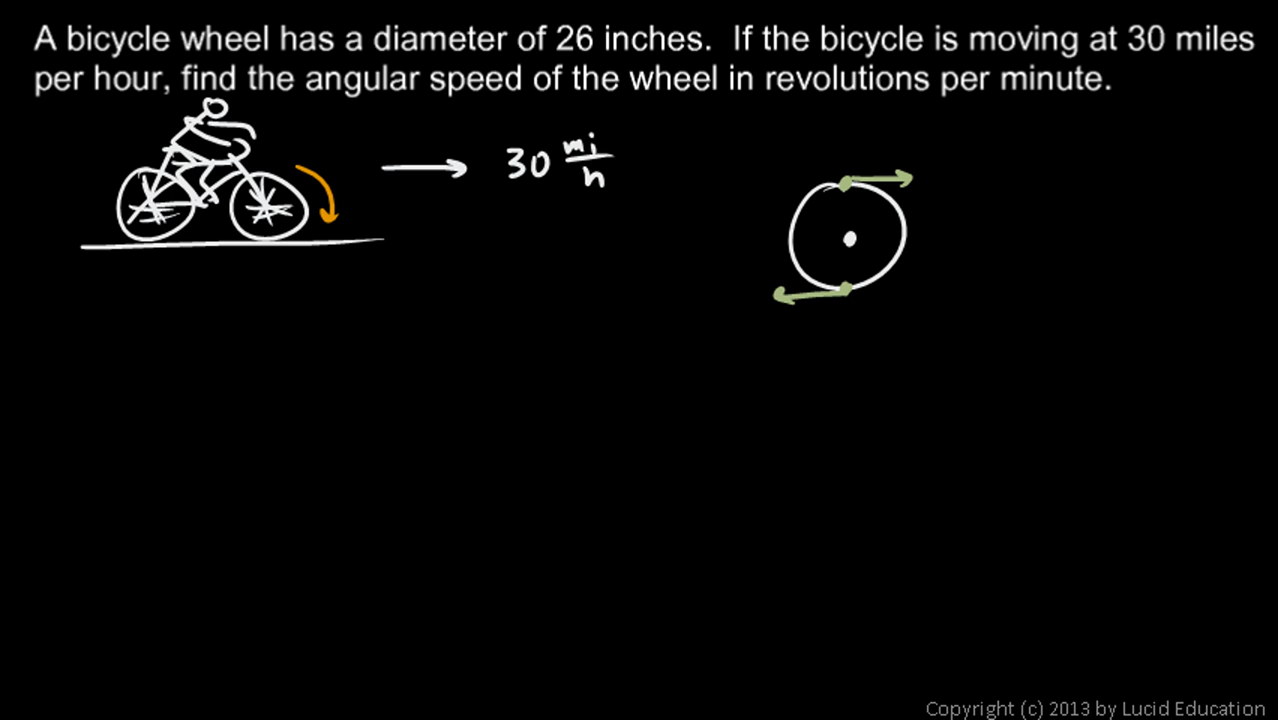 A bicycle wheel has a diameter of 26 inches. If the bicycle is moving at 30 miles
per hour, find the angular speed of the wheel in revolutions per minute.
30 mi/h
Copyright (c) 2013 by Lucid Education